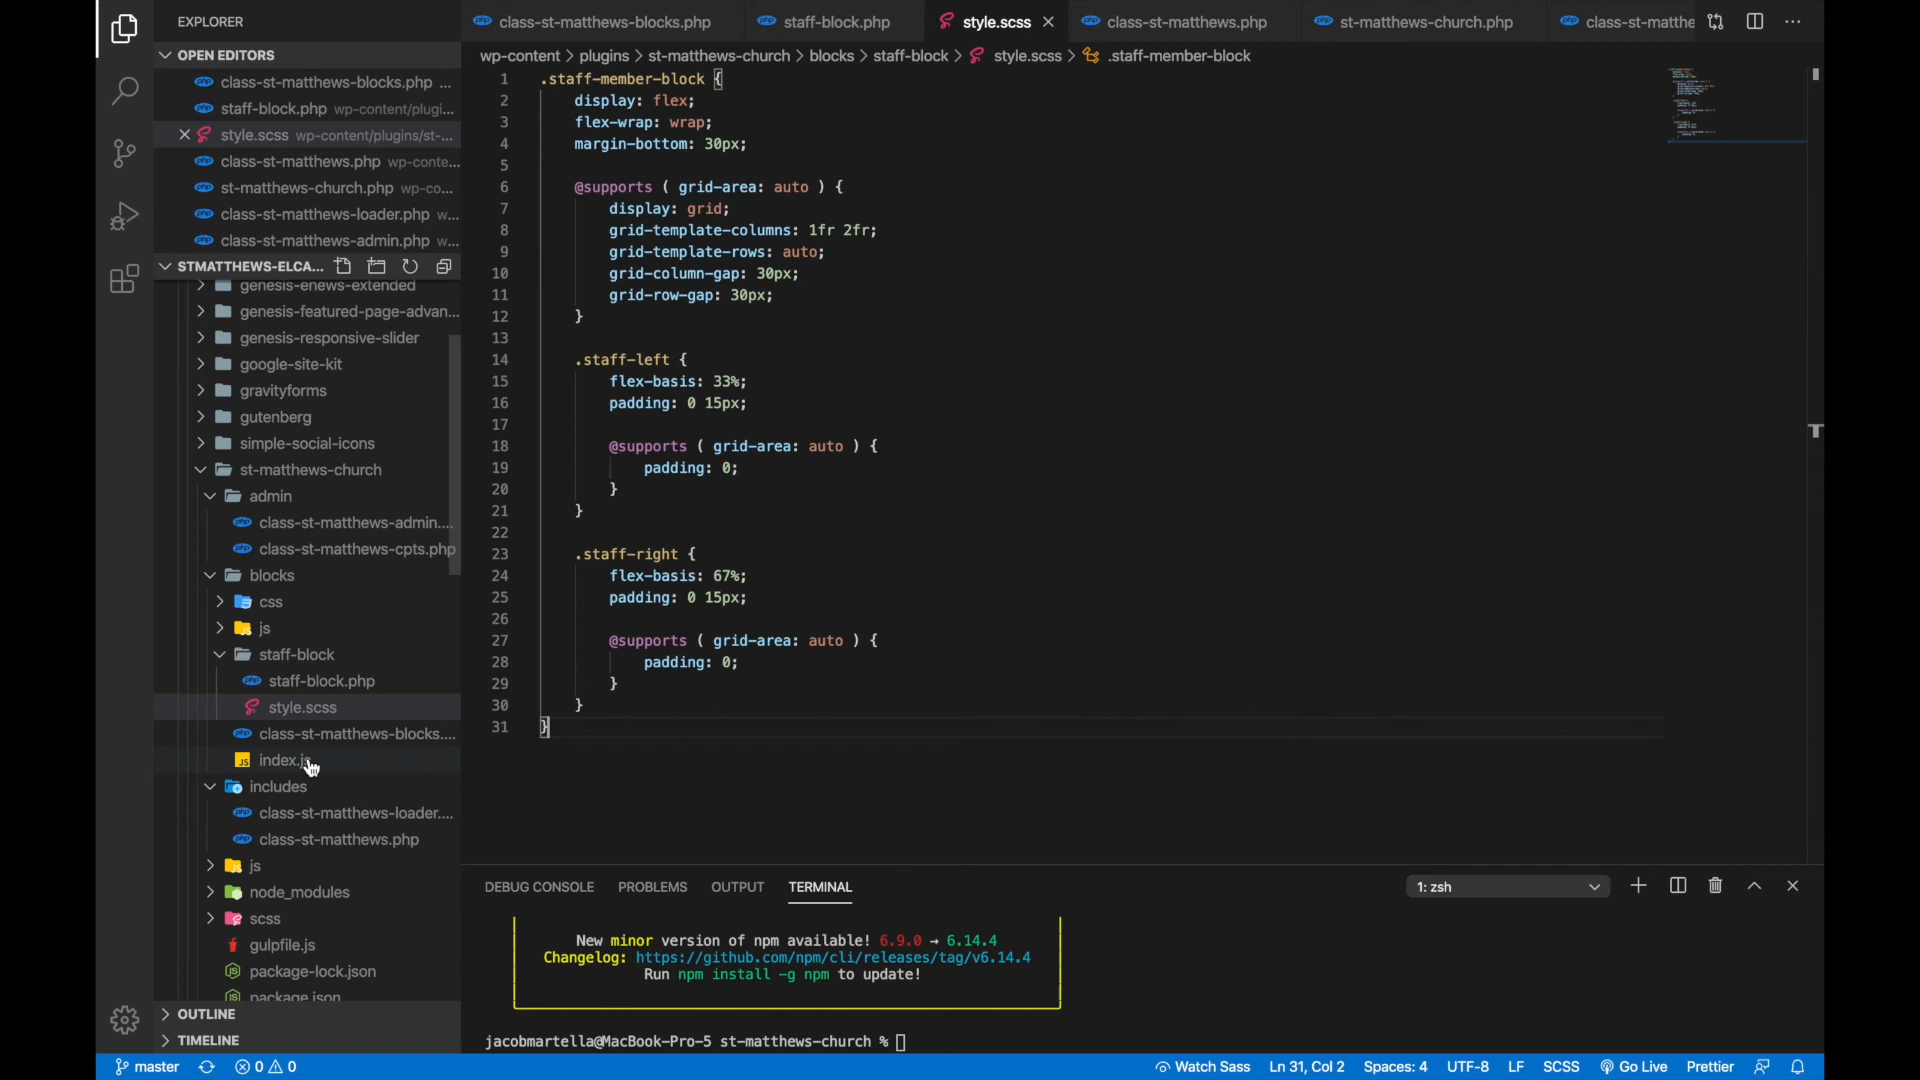 EXPLORER
OPEN EDITORS
class-st-matthews-blocks.php ...
staff-block.php wp-content/plugi...
style.scss wp-content/plugins/st-...
class-st-matthews.php wp-conte...
st-matthews-church.php wp-co...
class-st-matthews-loader.php w...
class-st-matthews-admin.php w...
STMATTHEWS-ELCA...
genesis-enews-extended
genesis-featured-page-advan...
genesis-responsive-slider
google-site-kit
gravityforms
gutenberg
simple-social-icons
st-matthews-church
admin
class-st-matthews-admin....
class-st-matthews-cpts.php
blocks
css
js
staff-block
staff-block.php
style.scss
class-st-matthews-blocks....
index.js
includes
class-st-matthews-loader....
class-st-matthews.php
js
node_modules
scss
gulpfile.js
package-lock.json
package.json
OUTLINE
TIMELINE
class-st-matthews-blocks.php staff-block.php style.scss class-st-matthews.php st-matthews-church.php class-st-matthe
wp-content > plugins > st-matthews-church > blocks > staff-block > style.scss > .staff-member-block
1 .staff-member-block {
2 display: flex;
3 flex-wrap: wrap;
4 margin-bottom: 30px;
5
6 @supports ( grid-area: auto ) {
7 display: grid;
8 grid-template-columns: 1fr 2fr;
9 grid-template-rows: auto;
10 grid-column-gap: 30px;
11 grid-row-gap: 30px;
12 }
13
14 .staff-left {
15 flex-basis: 33%;
16 padding: 0 15px;
17
18 @supports ( grid-area: auto ) {
19 padding: 0;
20 }
21 }
22
23 .staff-right {
24 flex-basis: 67%;
25 padding: 0 15px;
26
27 @supports ( grid-area: auto ) {
28 padding: 0;
29 }
30 }
31 }
DEBUG CONSOLE PROBLEMS OUTPUT TERMINAL 1: zsh
New minor version of npm available! 6.9.0 → 6.14.4
Changelog: https://github.com/npm/cli/releases/tag/v6.14.4
Run npm install -g npm to update!
jacobmartella@MacBook-Pro-5 st-matthews-church %
master 0 0 Watch Sass Ln 31, Col 2 Spaces: 4 UTF-8 LF SCSS Go Live Prettier